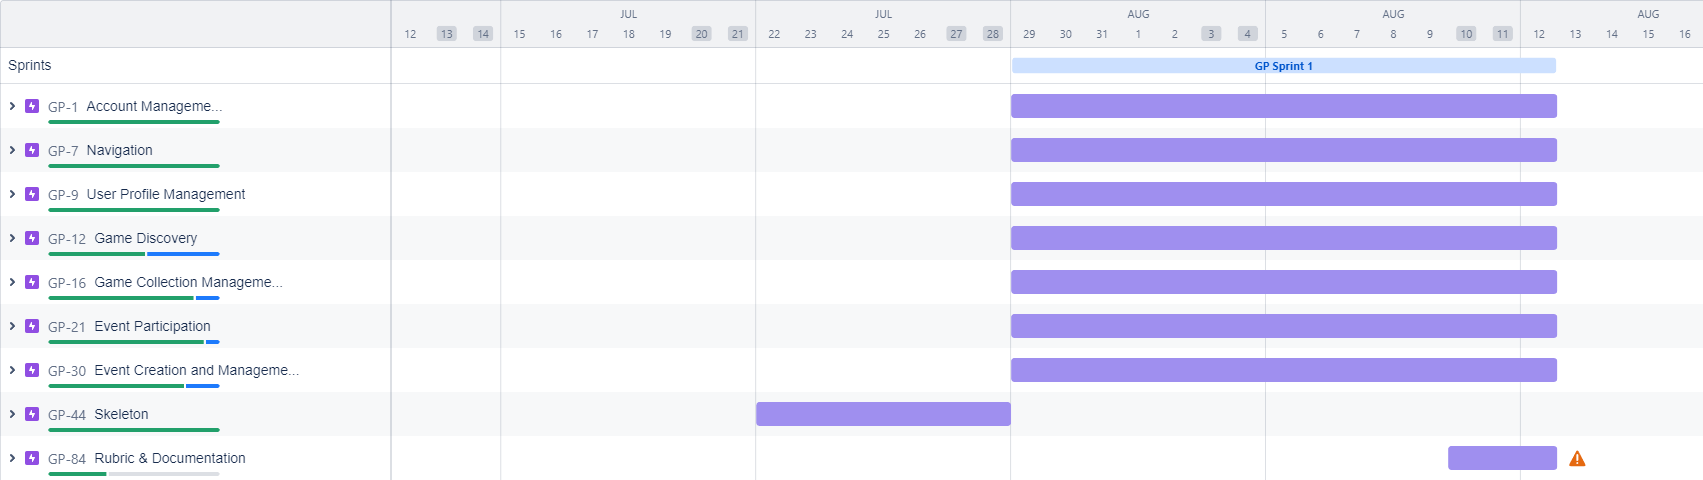 JUL JUL AUG AUG AUG
12 13 14 15 16 17 18 19 20 21 22 23 24 25 26 27 28 29 30 31 1 2 3 4 5 6 7 8 9 10 11 12 13 14 15 16
Sprints GP Sprint 1
GP-1 Account Manageme...
GP-7 Navigation
GP-9 User Profile Management
GP-12 Game Discovery
GP-16 Game Collection Manageme...
GP-21 Event Participation
GP-30 Event Creation and Manageme...
GP-44 Skeleton
GP-84 Rubric & Documentation